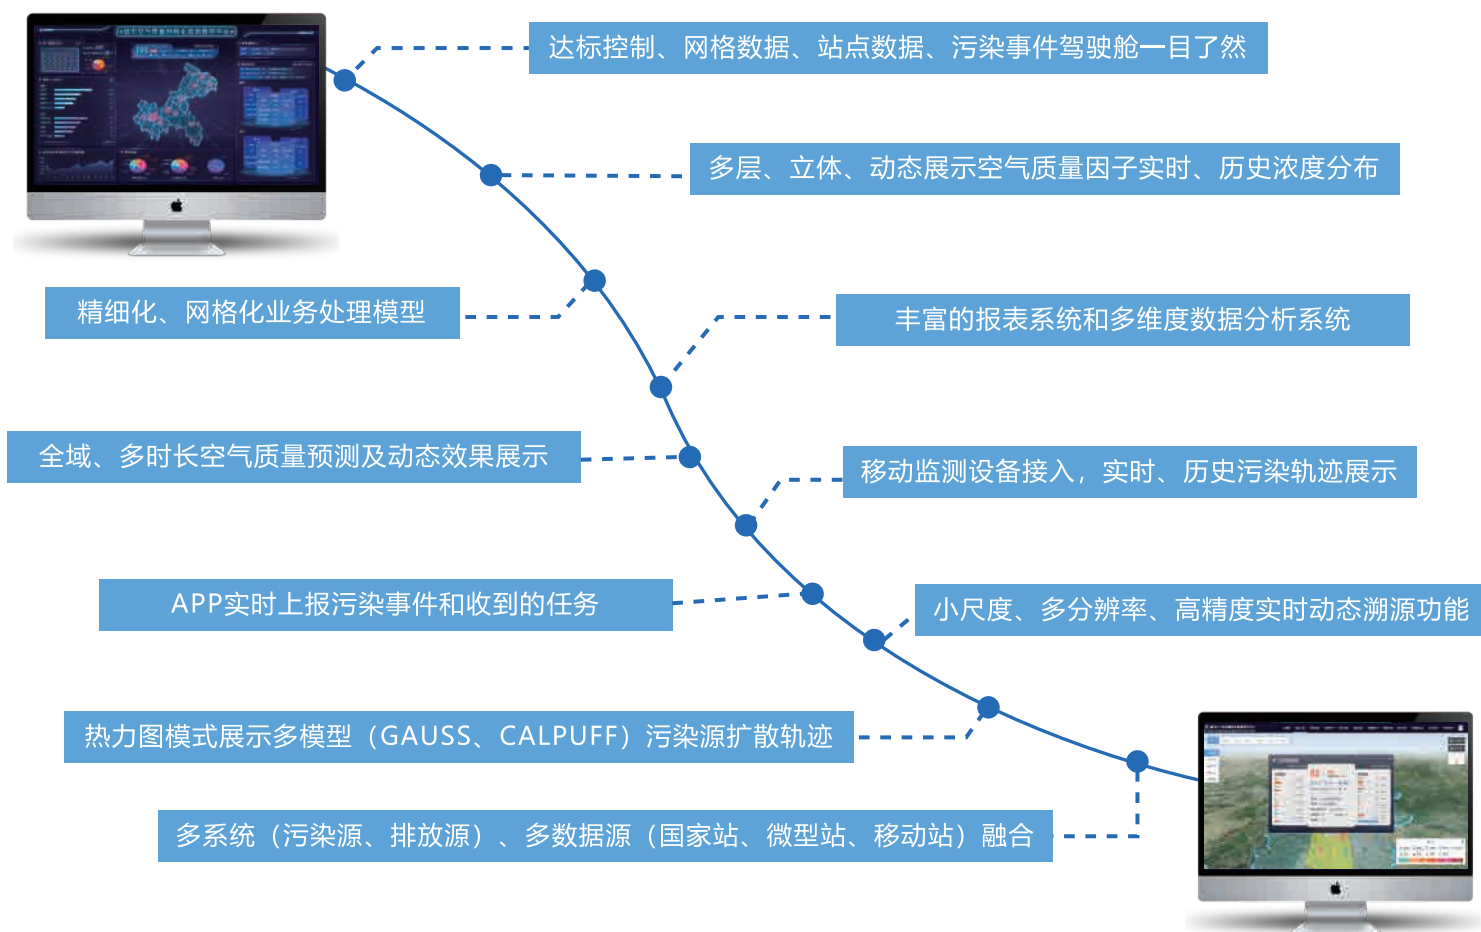 达标控制、网格数据、站点数据、污染事件驾驶舱一目了然
多层、立体、动态展示空气质量因子实时、历史浓度分布
精细化、网格化业务处理模型
丰富的报表系统和多维度数据分析系统
全域、多时长空气质量预测及动态效果展示
移动监测设备接入，实时、历史污染轨迹展示
APP实时上报污染事件和收到的任务
小尺度、多分辨率、高精度实时动态溯源功能
热力图模式展示多模型（GAUSS、CALPUFF）污染源扩散轨迹
多系统（污染源、排放源）、多数据源（国家站、微型站、移动站）融合